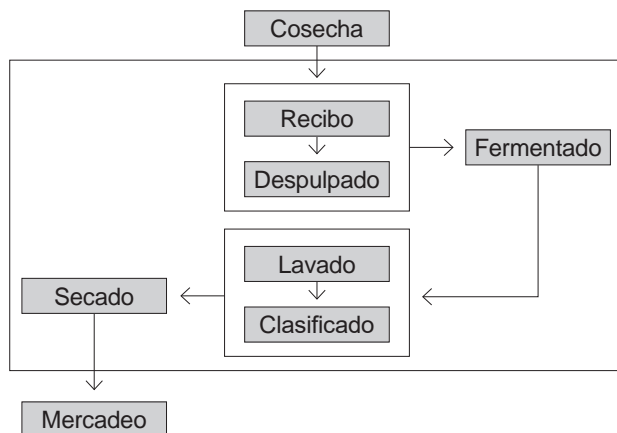 Cosecha
Recibo
Despulpado
Fermentado
Lavado
Clasificado
Secado
Mercadeo